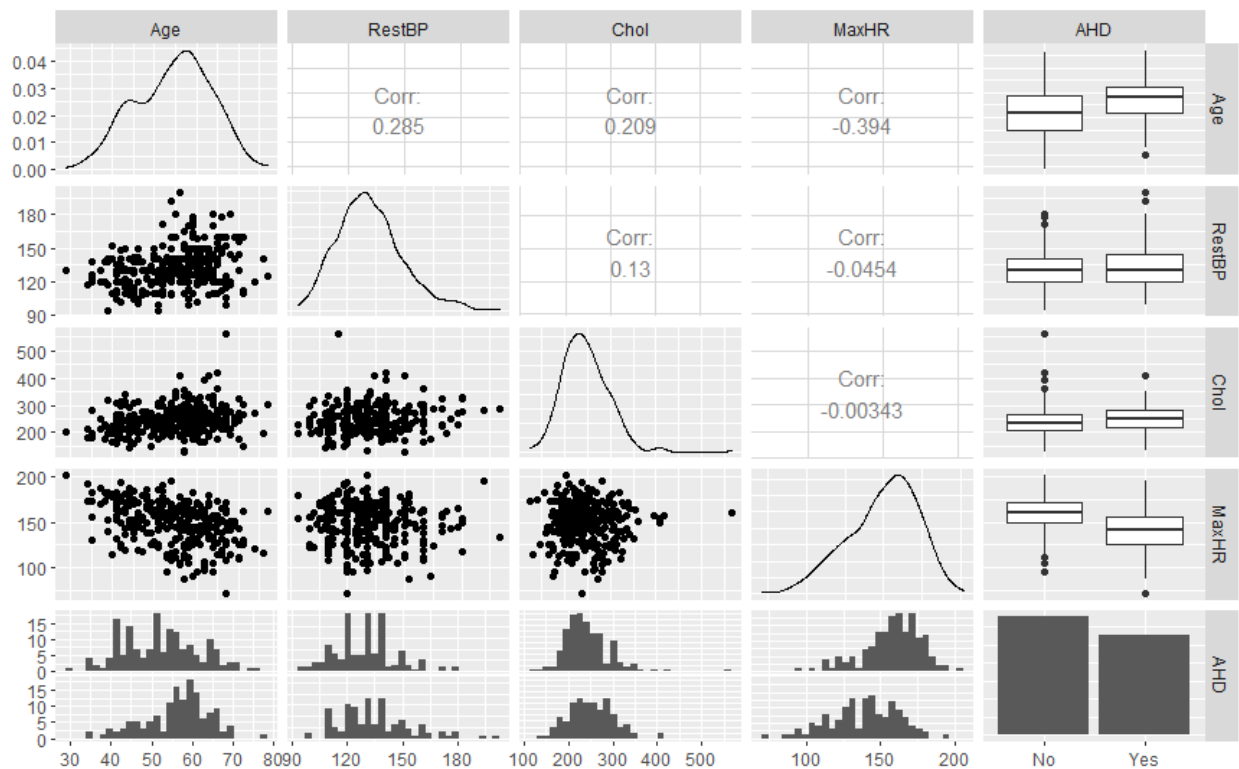 Age RestBP Chol MaxHR AHD
0.04
0.03
0.02
0.01
0.00
Corr:
0.285
Corr:
0.209
Corr:
-0.394
Age
180
150
120
90
Corr:
0.13
Corr:
-0.0454
RestBP
500
400
300
200
Corr:
-0.00343
Chol
200
150
100
MaxHR
15
10
5
0
15
10
5
0
AHD
30 40 50 60 70 80
90 120 150 180
100 200 300 400 500
100 150 200
No Yes